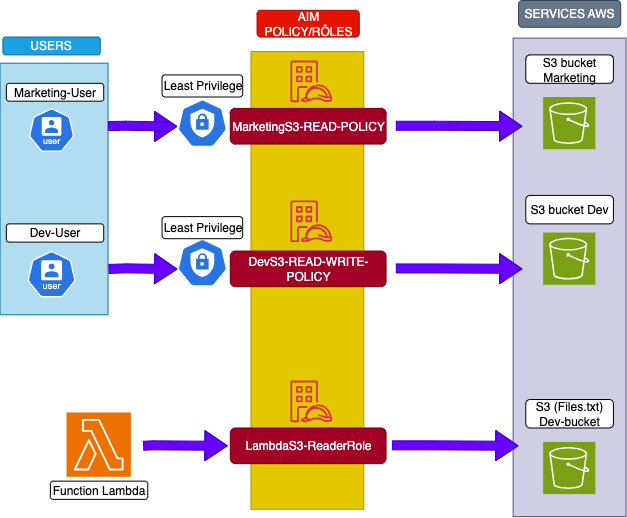 AIM
POLICY/RÔLES
SERVICES AWS
USERS
Marketing-User
user
Least Privilege
MarketingS3-READ-POLICY
S3 bucket
Marketing
Dev-User
user
Least Privilege
DevS3-READ-WRITE-
POLICY
S3 bucket Dev
Function Lambda
LambdaS3-ReaderRole
S3 (Files.txt)
Dev-bucket